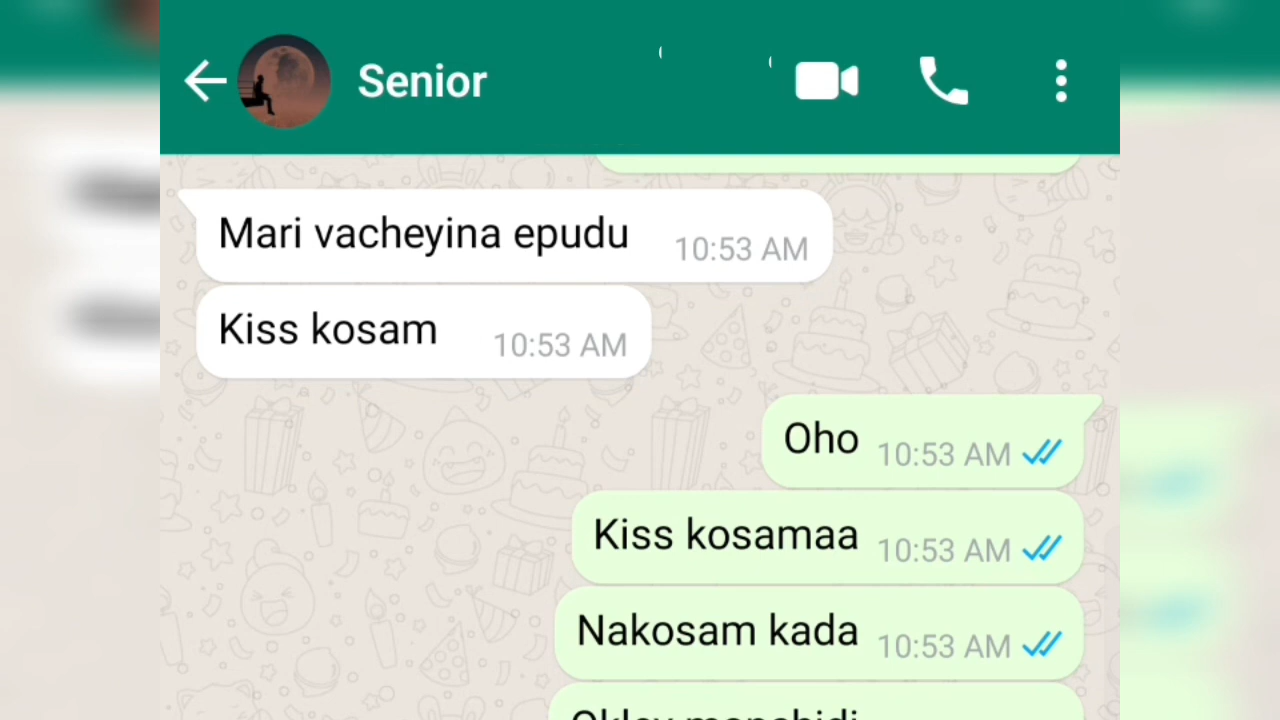 Senior
Mari vacheyina epudu 10:53 AM
Kiss kosam 10:53 AM
Oho 10:53 AM
Kiss kosamaa 10:53 AM
Nakosam kada 10:53 AM